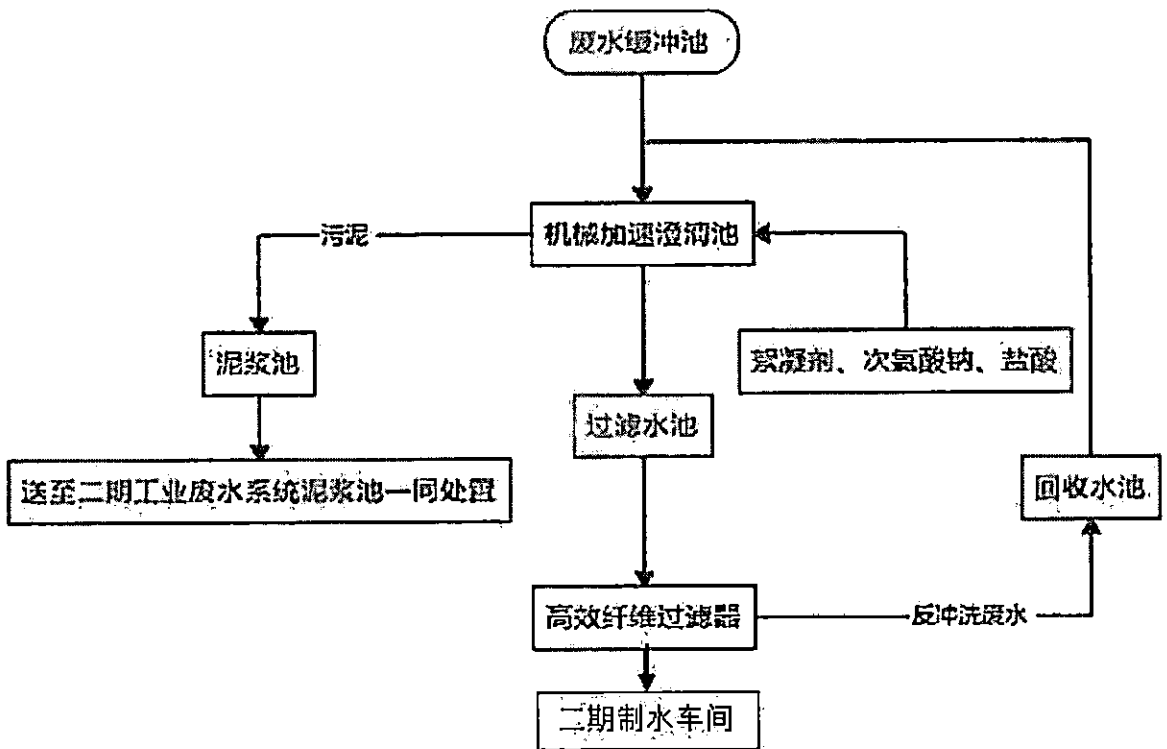 废水缓冲池
机械加速澄清池
污泥
泥浆池
絮凝剂、次氯酸钠、盐酸
过滤水池
送至二期工业废水系统泥浆池一同处置
回收水池
高效纤维过滤器
反冲洗废水
二期制水车间